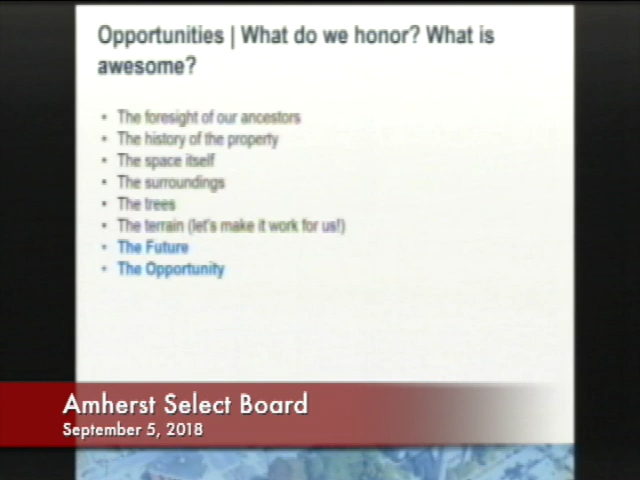 Opportunities | What do we honor? What is
awesome?
• The foresight of our ancestors
• The history of the property
• The space itself
• The surroundings
• The trees
• The terrain (let's make it work for us!)
• The Future
• The Opportunity
Amherst Select Board
September 5, 2018